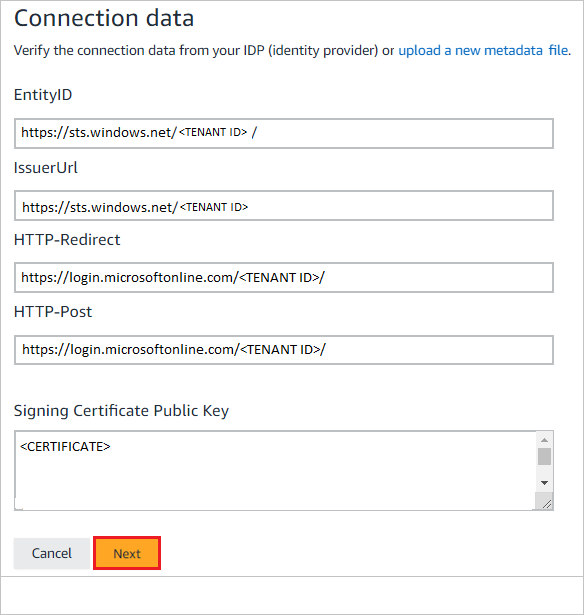 Connection data
Verify the connection data from your IDP (identity provider) or upload a new metadata file.
EntityID
https://sts.windows.net/<TENANT ID> /
IssuerUrl
https://sts.windows.net/<TENANT ID>
HTTP-Redirect
https://login.microsoftonline.com/<TENANT ID>/
HTTP-Post
https://login.microsoftonline.com/<TENANT ID>/
Signing Certificate Public Key
<CERTIFICATE>
Cancel Next